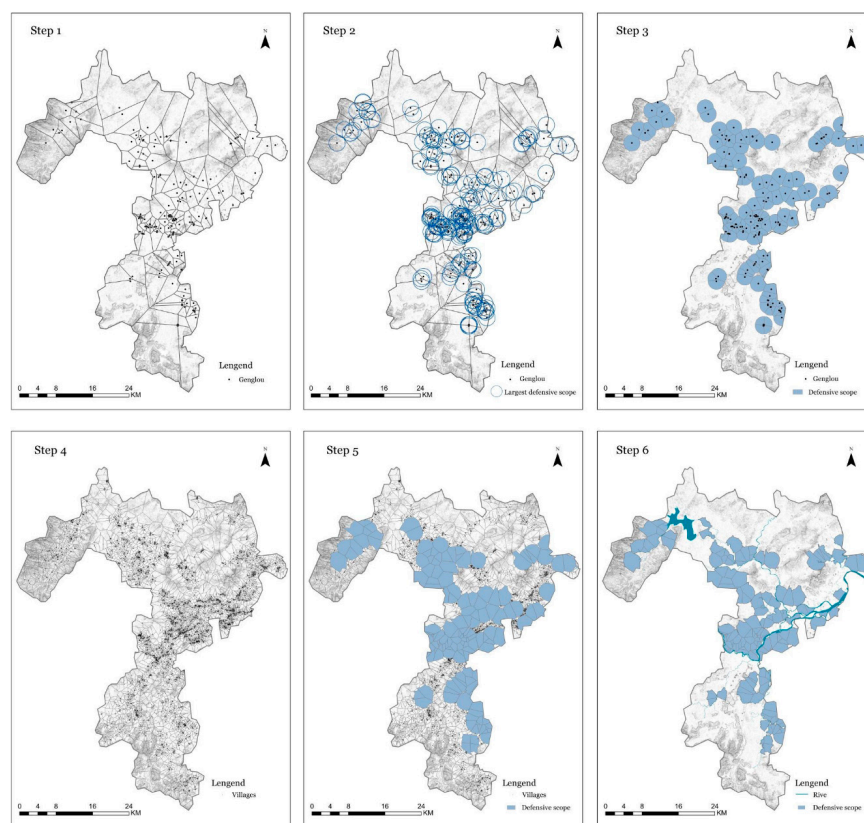 Step 1
N
Lengend
Genglou
0 4 8 16 24
KM
Step 2
N
Lengend
Genglou
Largest defensive scope
0 4 8 16 24
KM
Step 3
N
Lengend
Genglou
Defensive scope
0 4 8 16 24
KM
Step 4
N
Lengend
Villages
0 4 8 16 24
KM
Step 5
N
Lengend
Villages
Defensive scope
0 4 8 16 24
KM
Step 6
N
Lengend
Rive
Defensive scope
0 4 8 16 24
KM